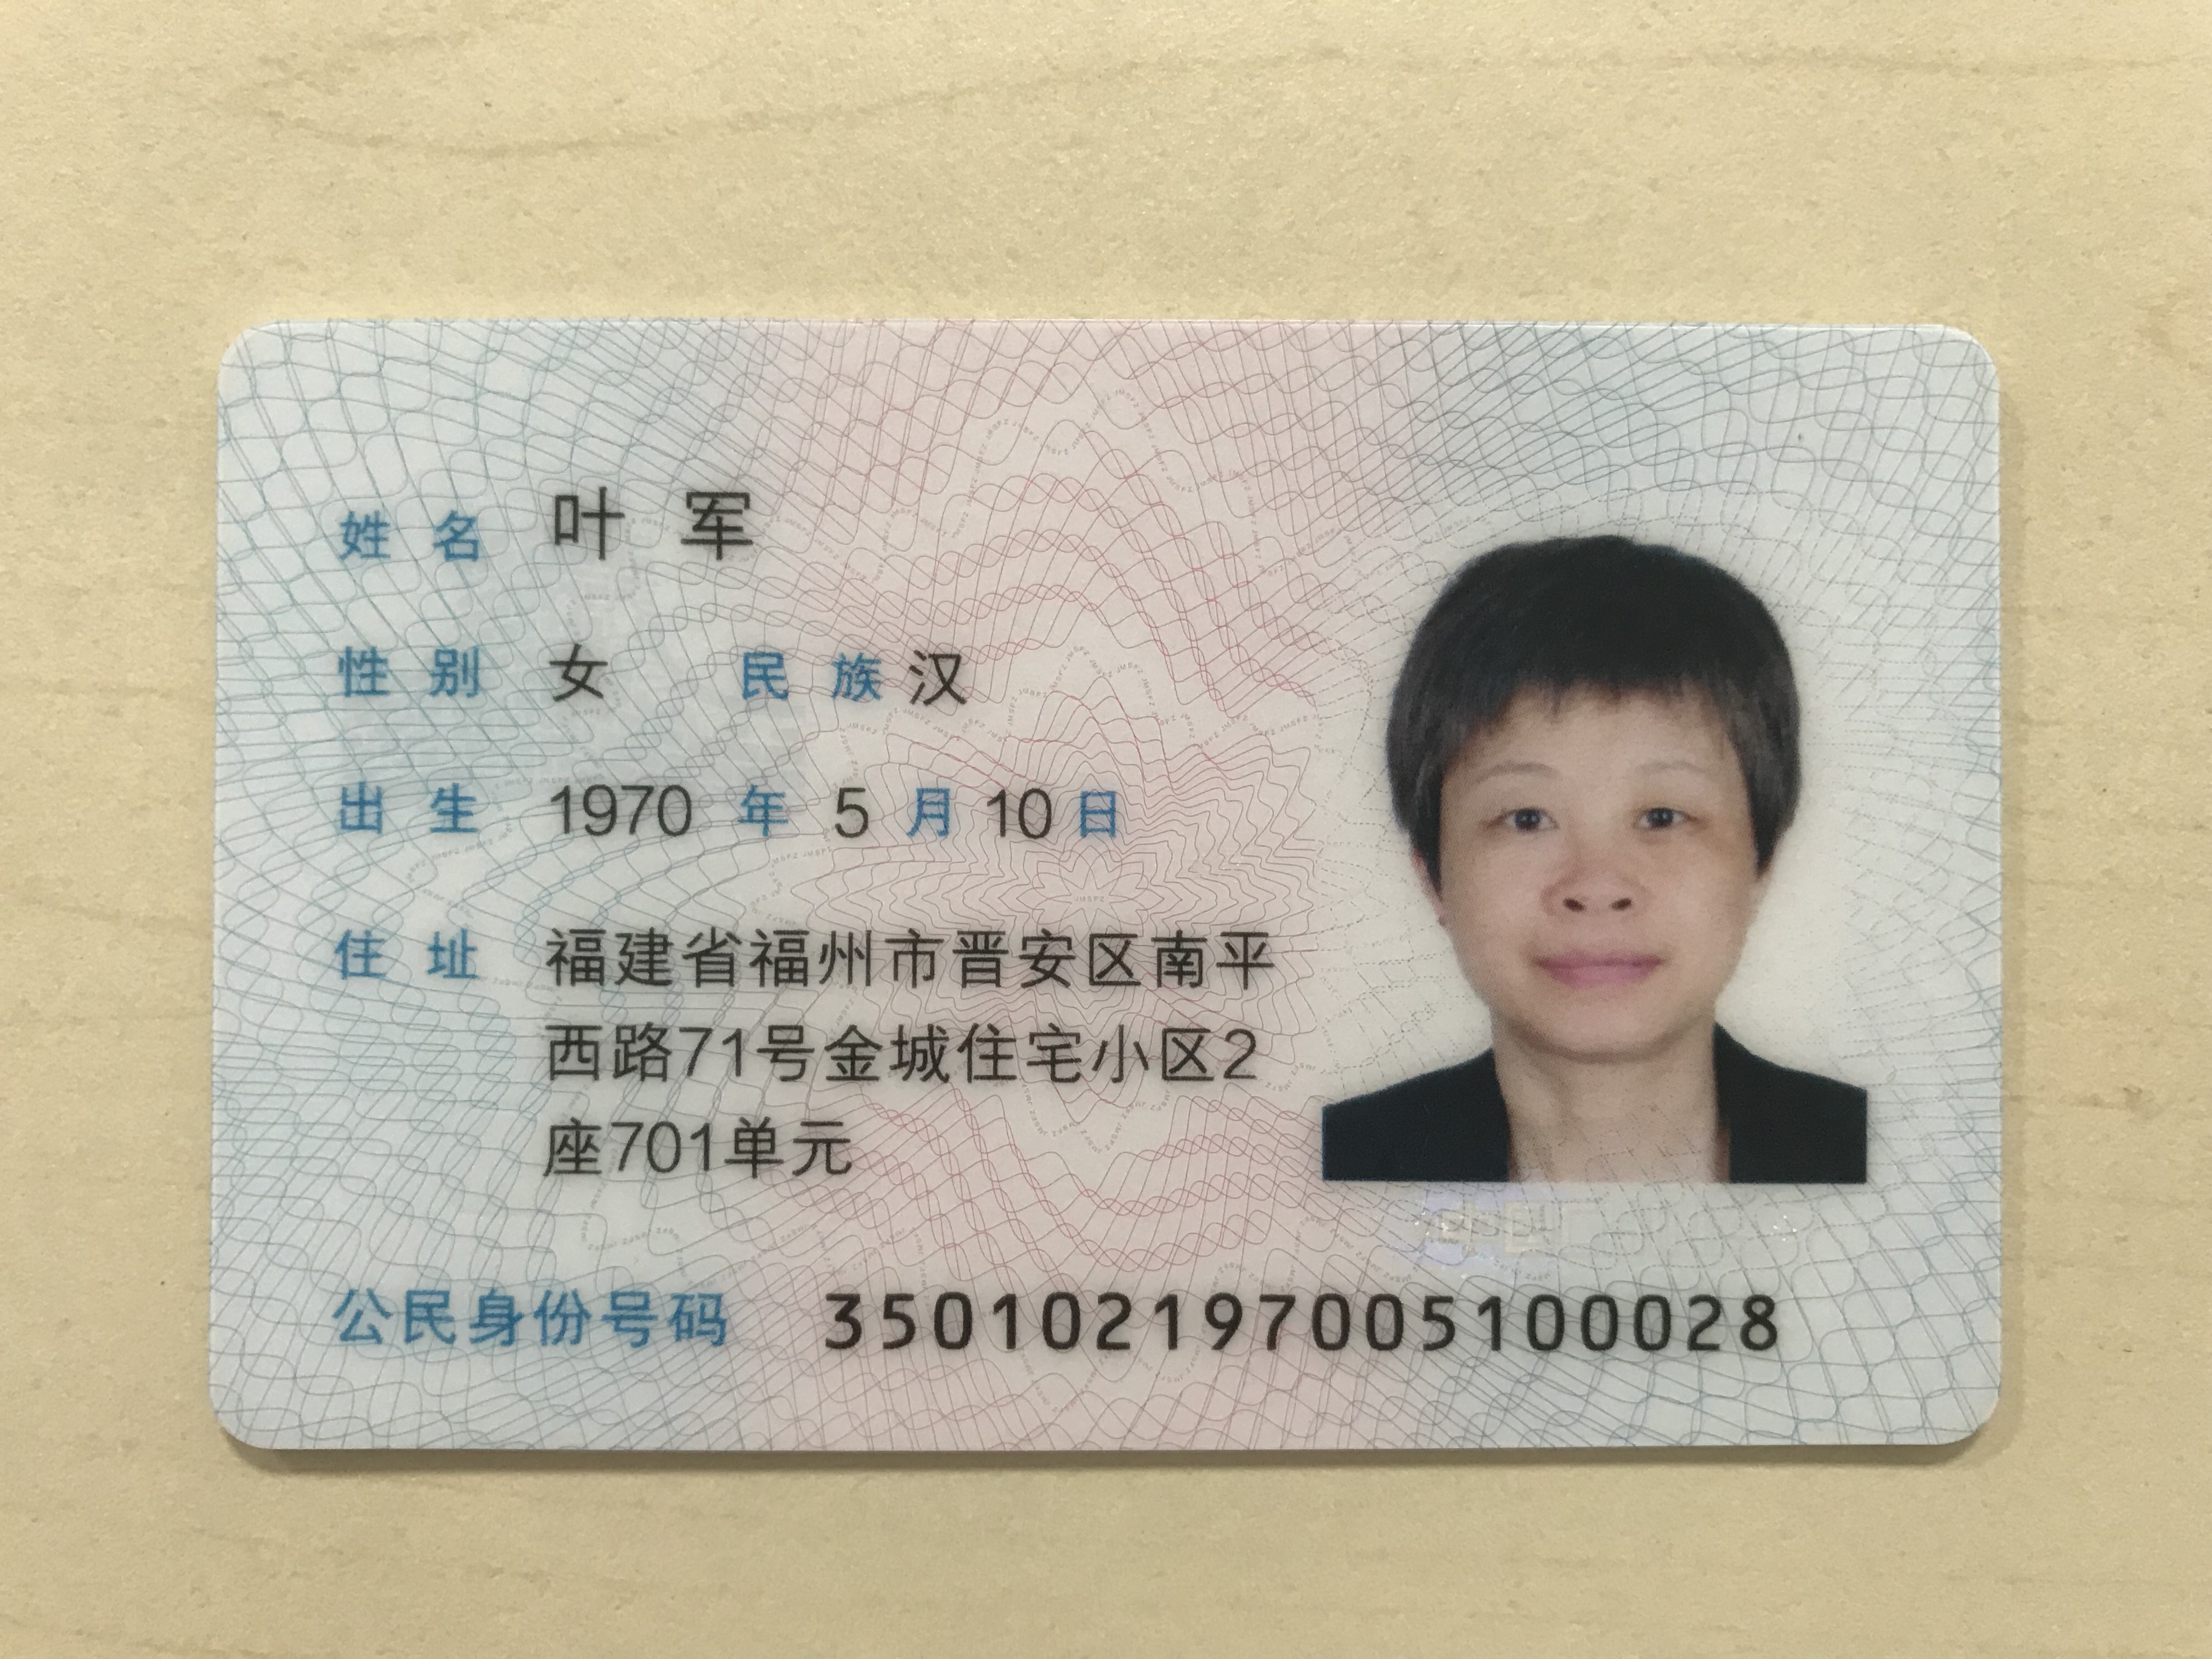 姓名 叶军
性别 女 民族 汉
出生 1970 年 5 月 10 日
住址 福建省福州市晋安区南平
西路71号金城住宅小区2
座701单元
公民身份号码 350102197005100028